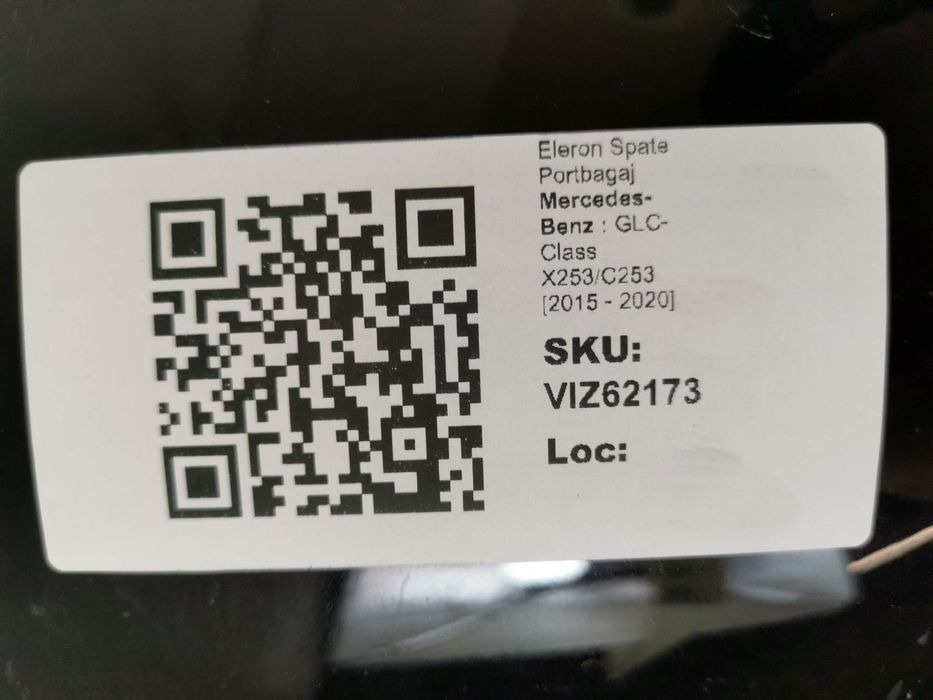 Eleron Spate
Portbagaj
Mercedes-
Benz : GLC-
Class
X253/C253
[2015 - 2020]
SKU:
VIZ62173
Loc: